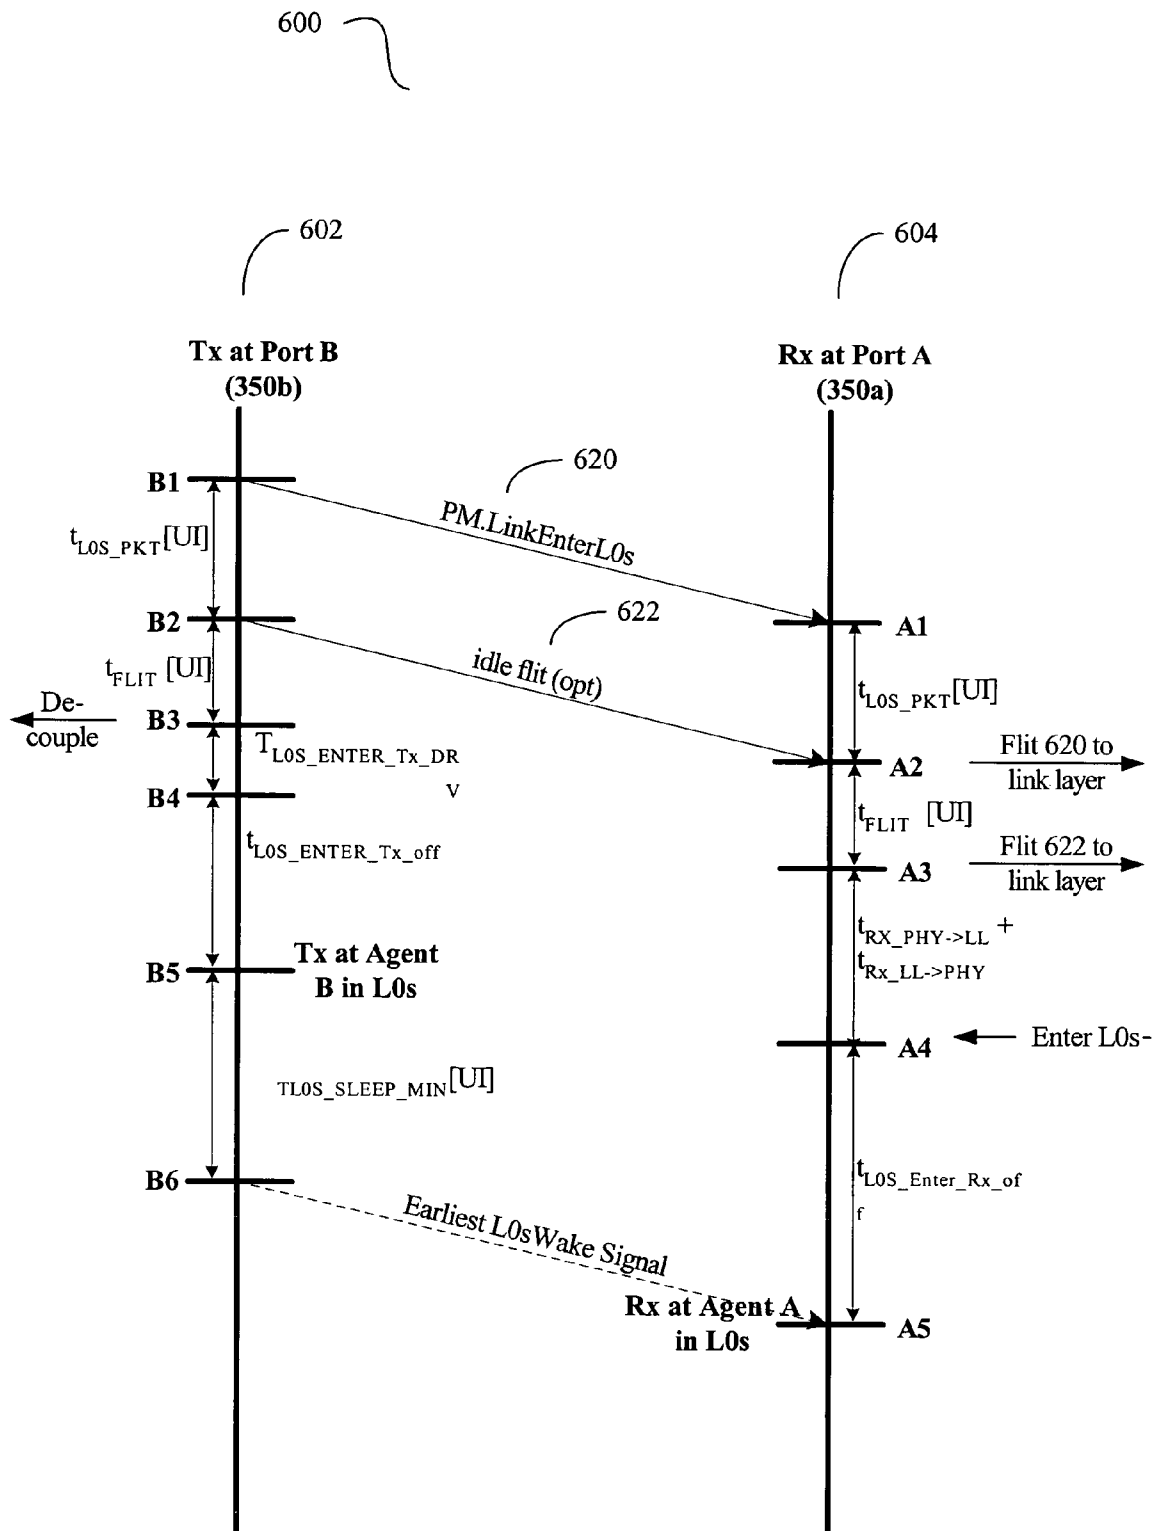 600
602
604
Tx at Port B
(350b)
Rx at Port A
(350a)
B1
620
PM.LinkEnterL0s
tL0S_PKT[UI]
B2
622
A1
idle flit (opt)
tFLIT [UI]
tL0S_PKT[UI]
De-
couple
B3
TL0S_ENTER_Tx_DR
V
A2
Flit 620 to
link layer
B4
tFLIT [UI]
tL0S_ENTER_Tx_off
A3
Flit 622 to
link layer
tRX_PHY->LL +
tRx_LL->PHY
B5
Tx at Agent
B in L0s
A4
Enter L0s-
TL0S_SLEEP_MIN[UI]
B6
tL0S_Enter_Rx_of
f
Earliest L0sWake Signal
Rx at Agent A
in L0s
A5